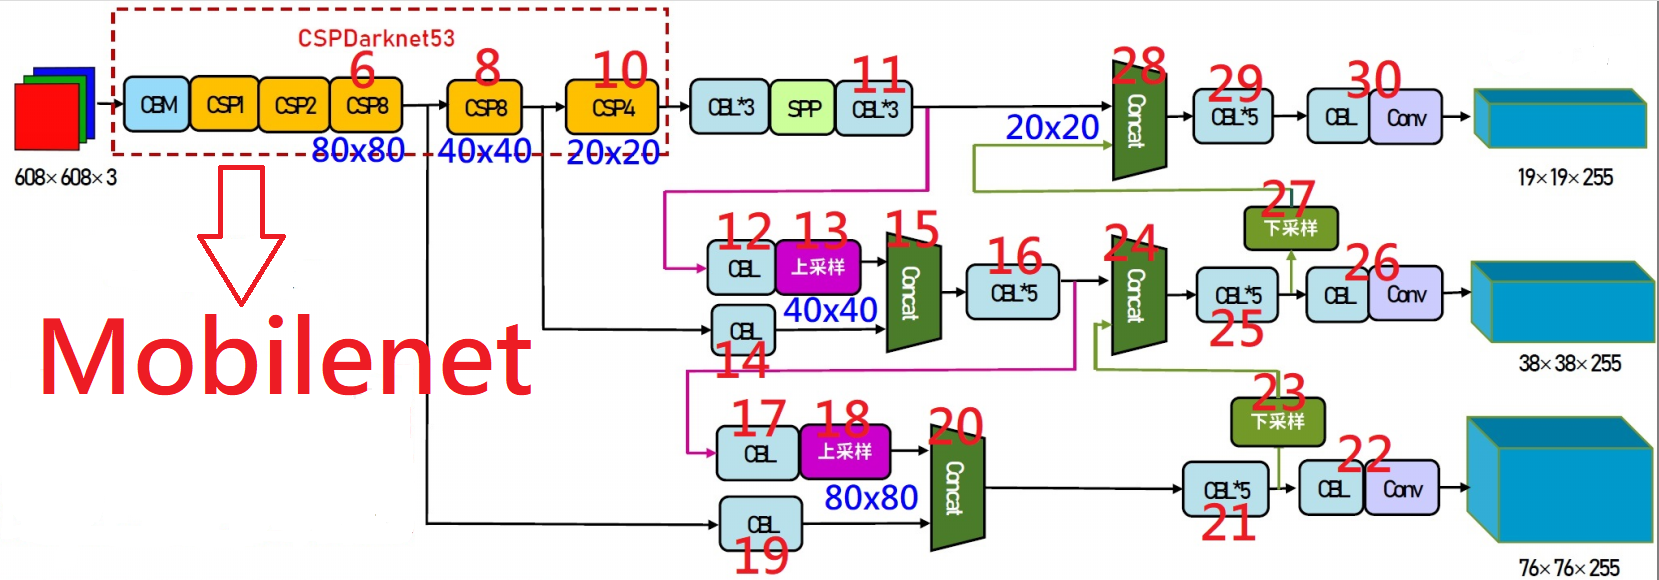 CSPDarknet53
6
8
10
11
28
29
30
CBM
CSP1
CSP2
CSP8
CSP8
CSP4
CBL*3
SPP
CBL*3
Concat
CBL*5
CBL
Conv
20x20
80x80
40x40
20x20
608×608×3
19×19×255
27
下采样
12
13
15
16
24
26
CBL
上采样
Concat
CBL*5
Concat
CBL*5
CBL
Conv
40x40
CBL
14
25
38×38×255
Mobilenet
23
下采样
17
18
20
22
CBL
上采样
Concat
80x80
CBL*5
CBL
Conv
CBL
19
21
76×76×255